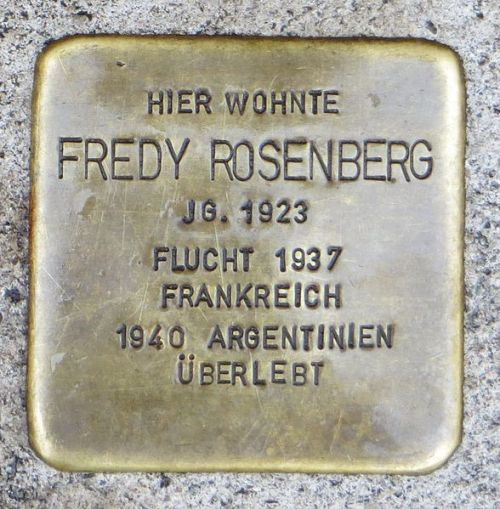 HIER WOHNTE
FREDY ROSENBERG
JG. 1923
FLUCHT 1937
FRANKREICH
1940 ARGENTINIEN
ÜBERLEBT